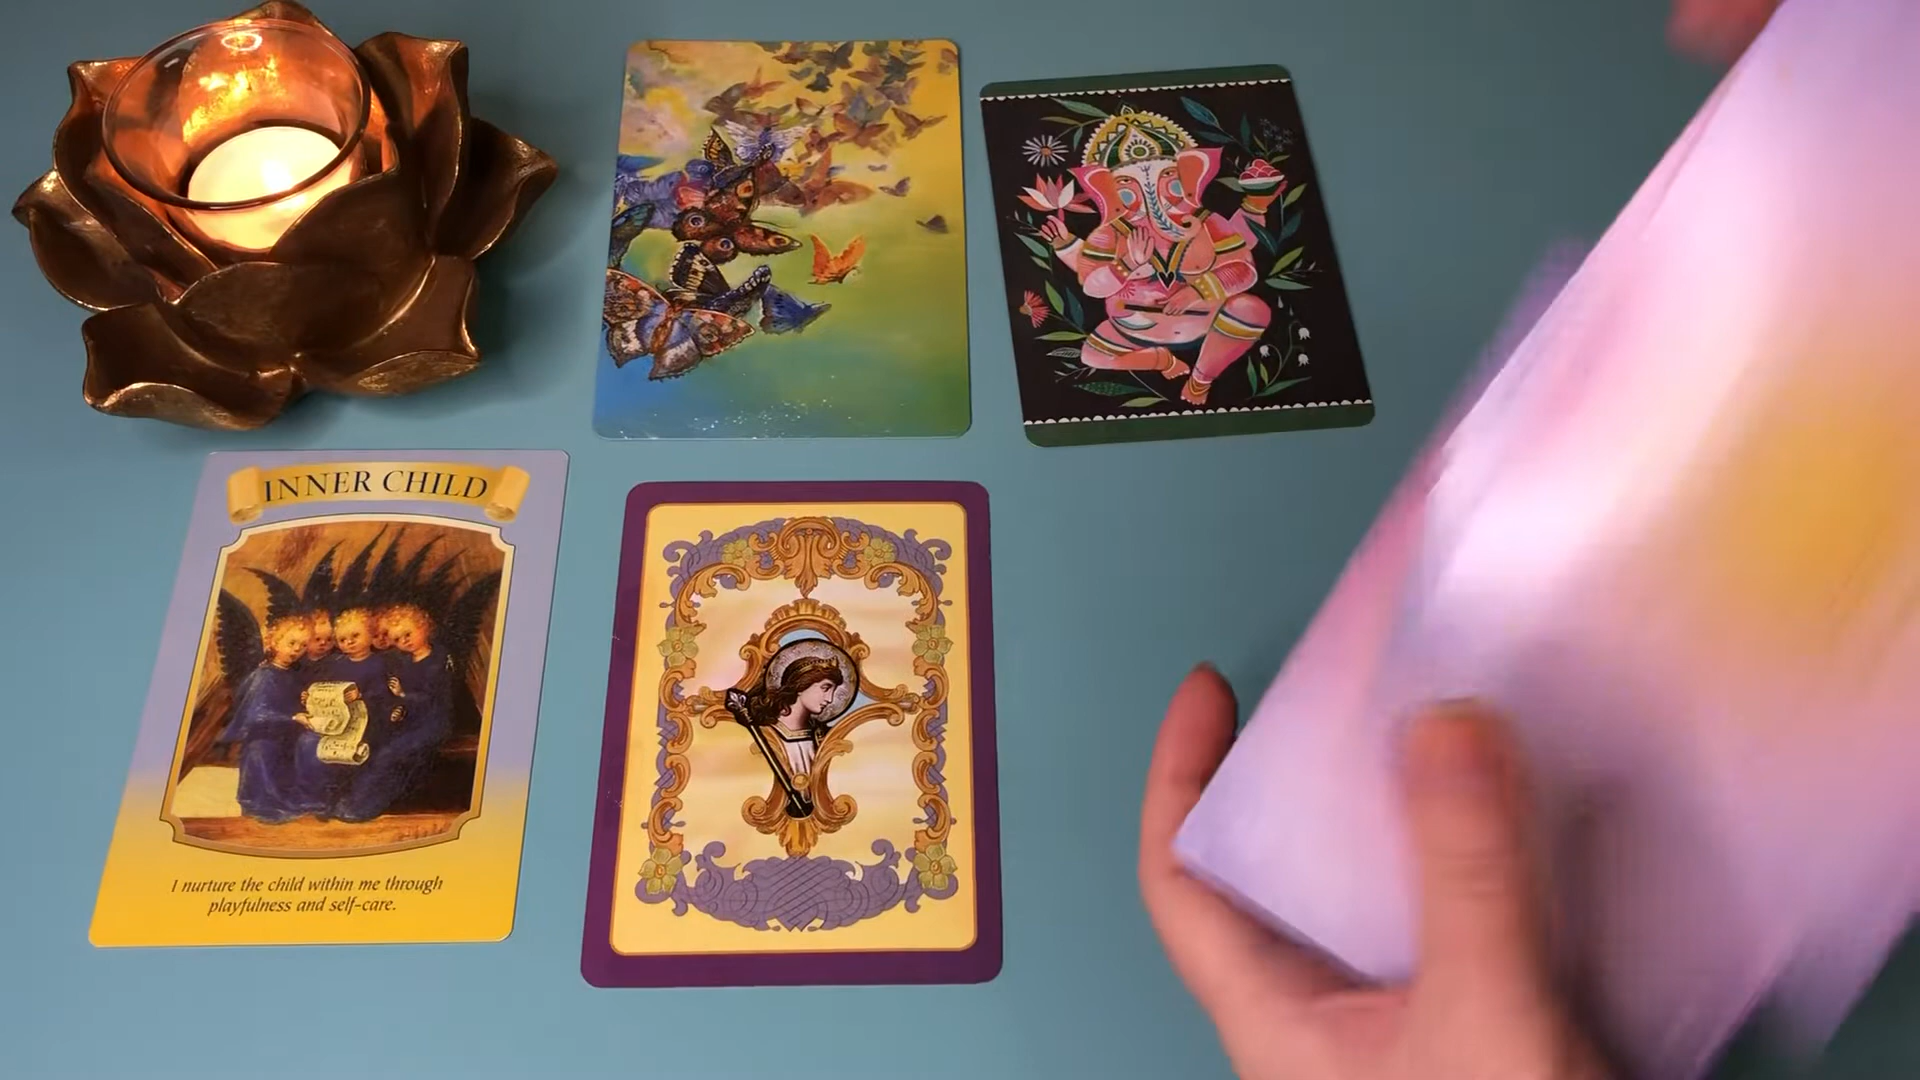 INNER CHILD
I nurture the child within me through
playfulness and self-care.